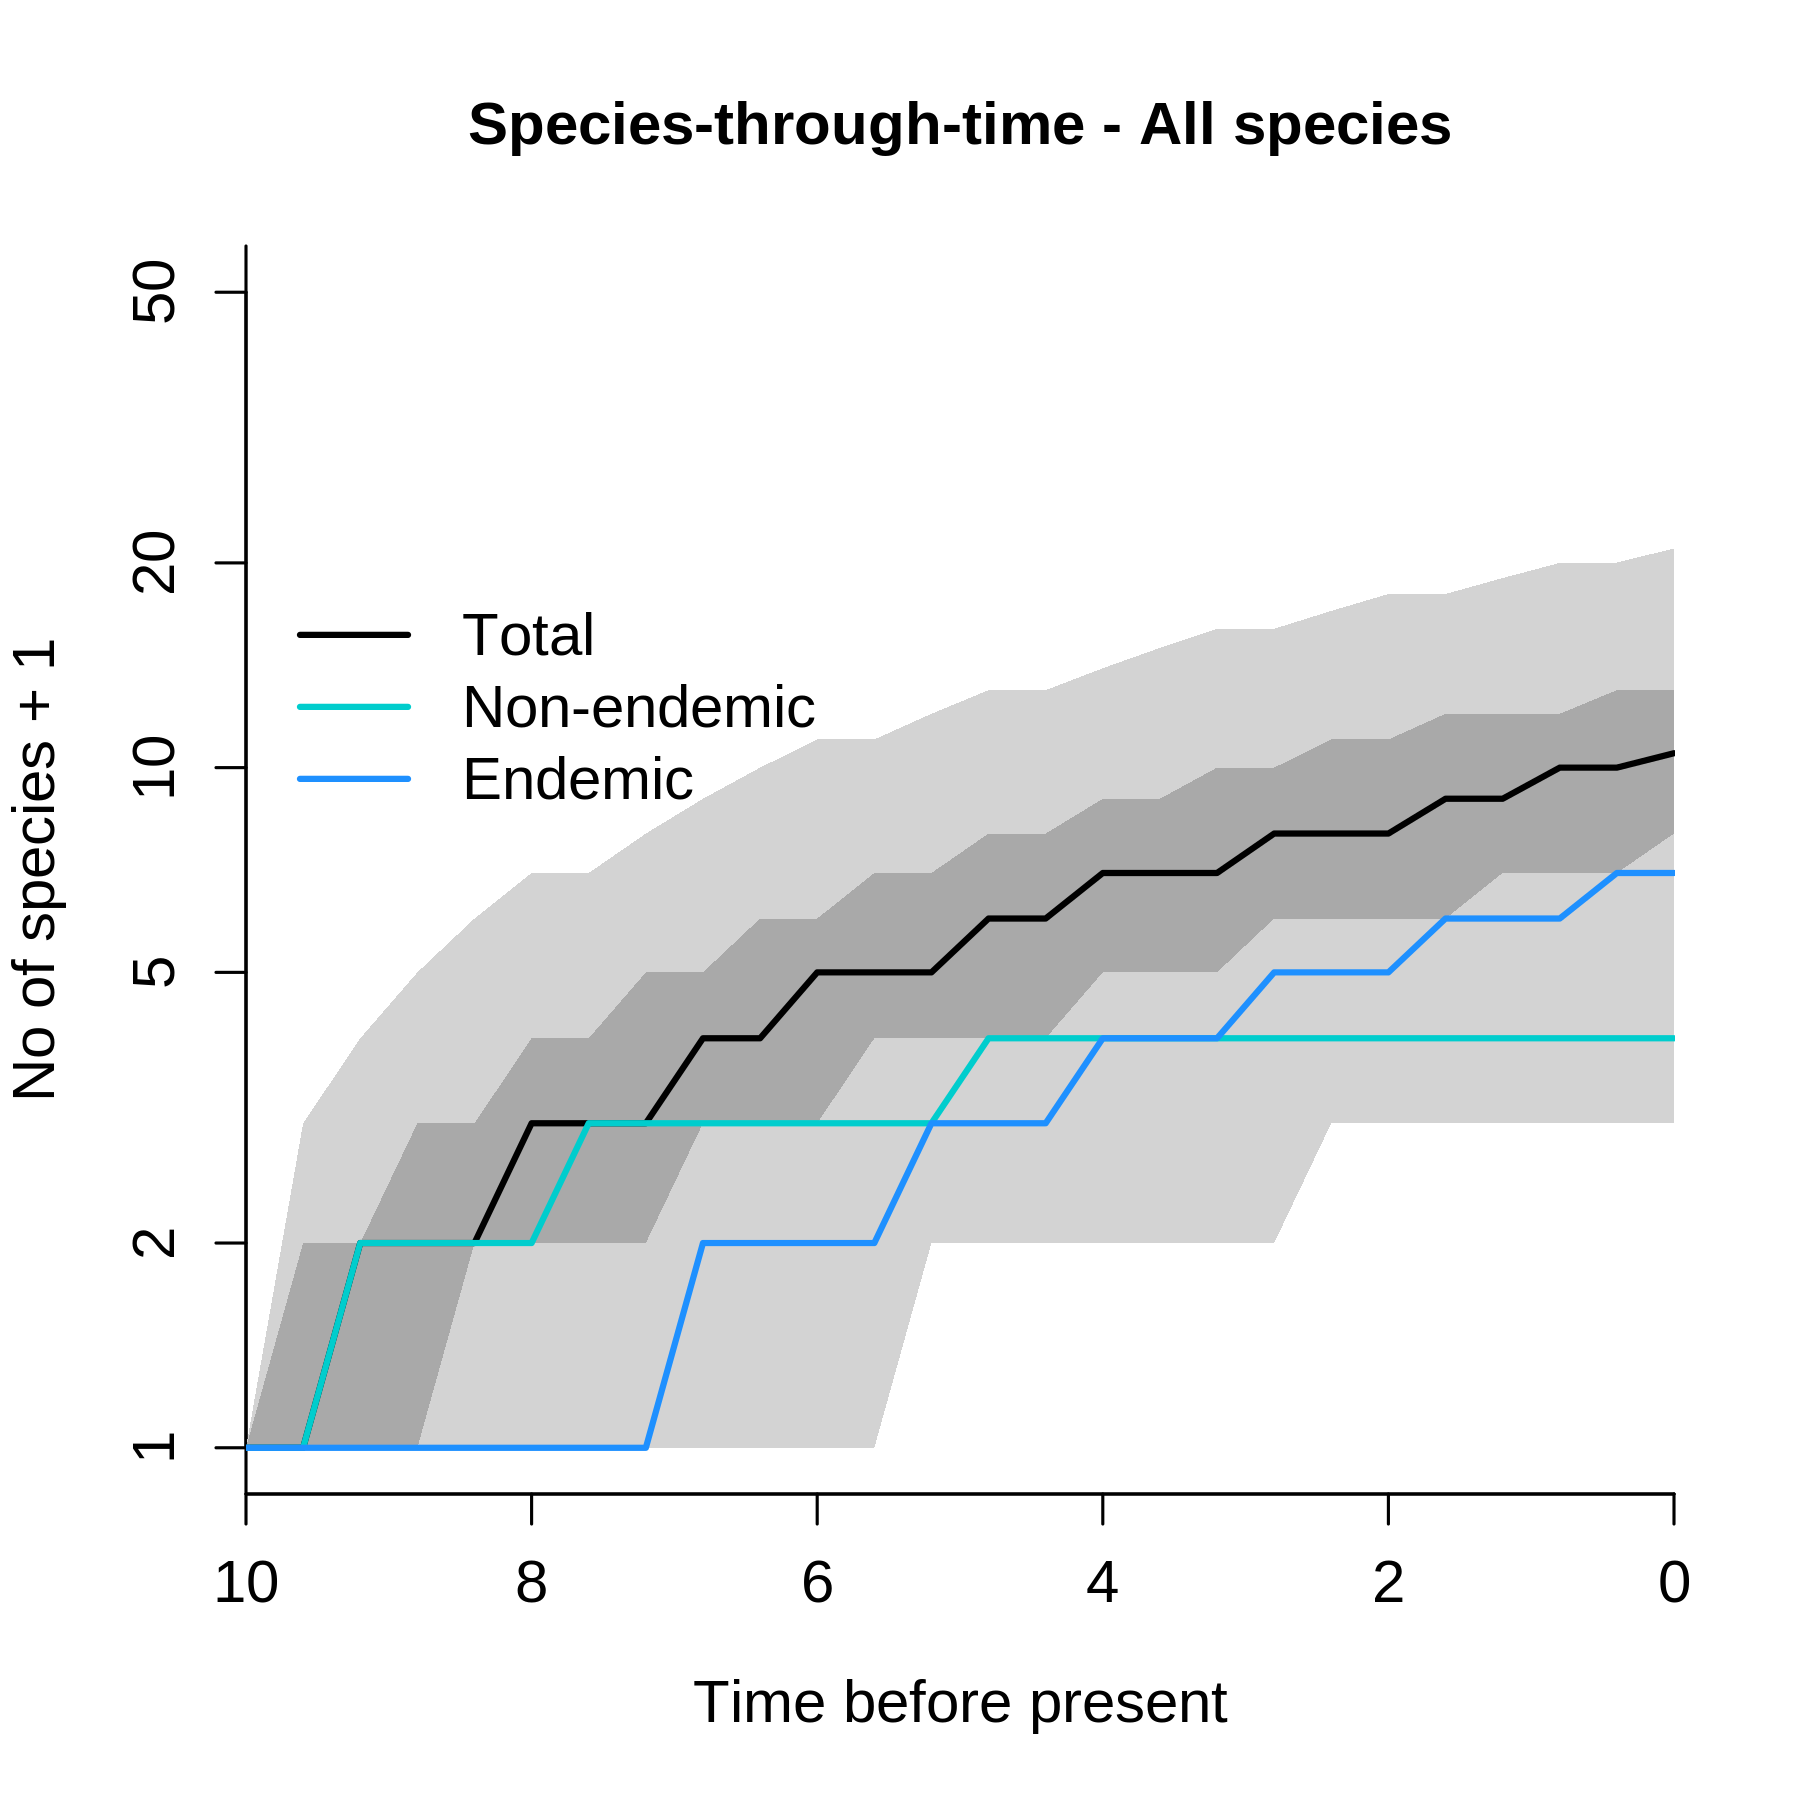 Species-through-time - All species
No of species + 1
50
20
10
5
2
1
Total
Non-endemic
Endemic
10 8 6 4 2 0
Time before present